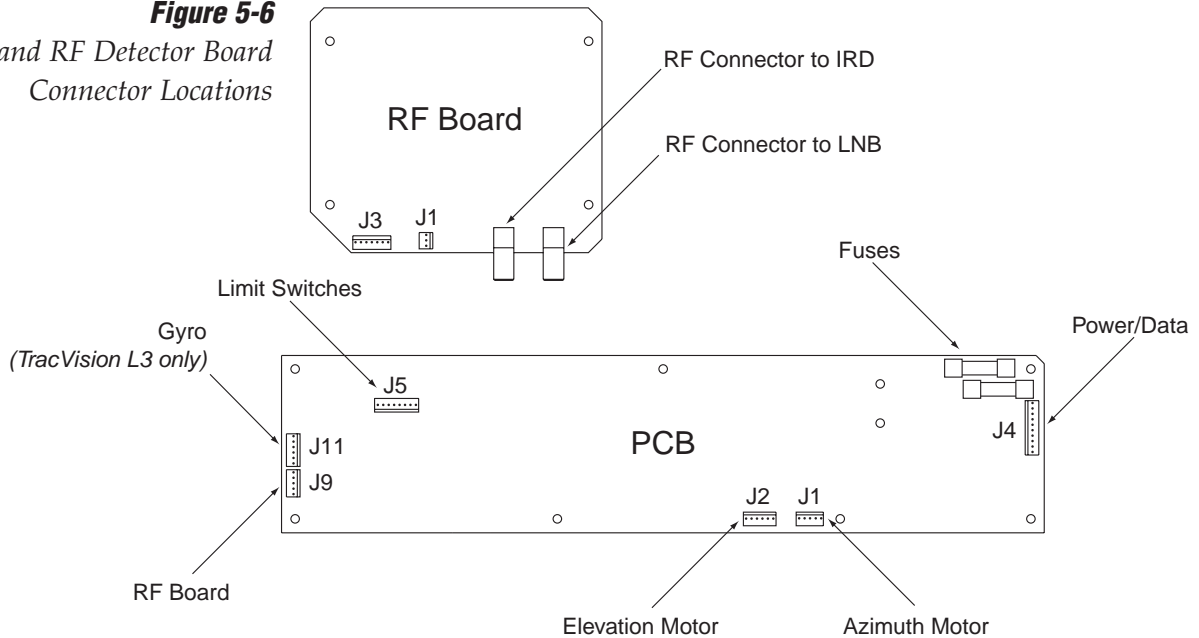 Figure 5-6
and RF Detector Board
Connector Locations
RF Board
RF Connector to IRD
RF Connector to LNB
J3
J1
Fuses
Limit Switches
Power/Data
Gyro
(TracVision L3 only)
J5
J4
PCB
J11
J9
J2
J1
RF Board
Elevation Motor
Azimuth Motor